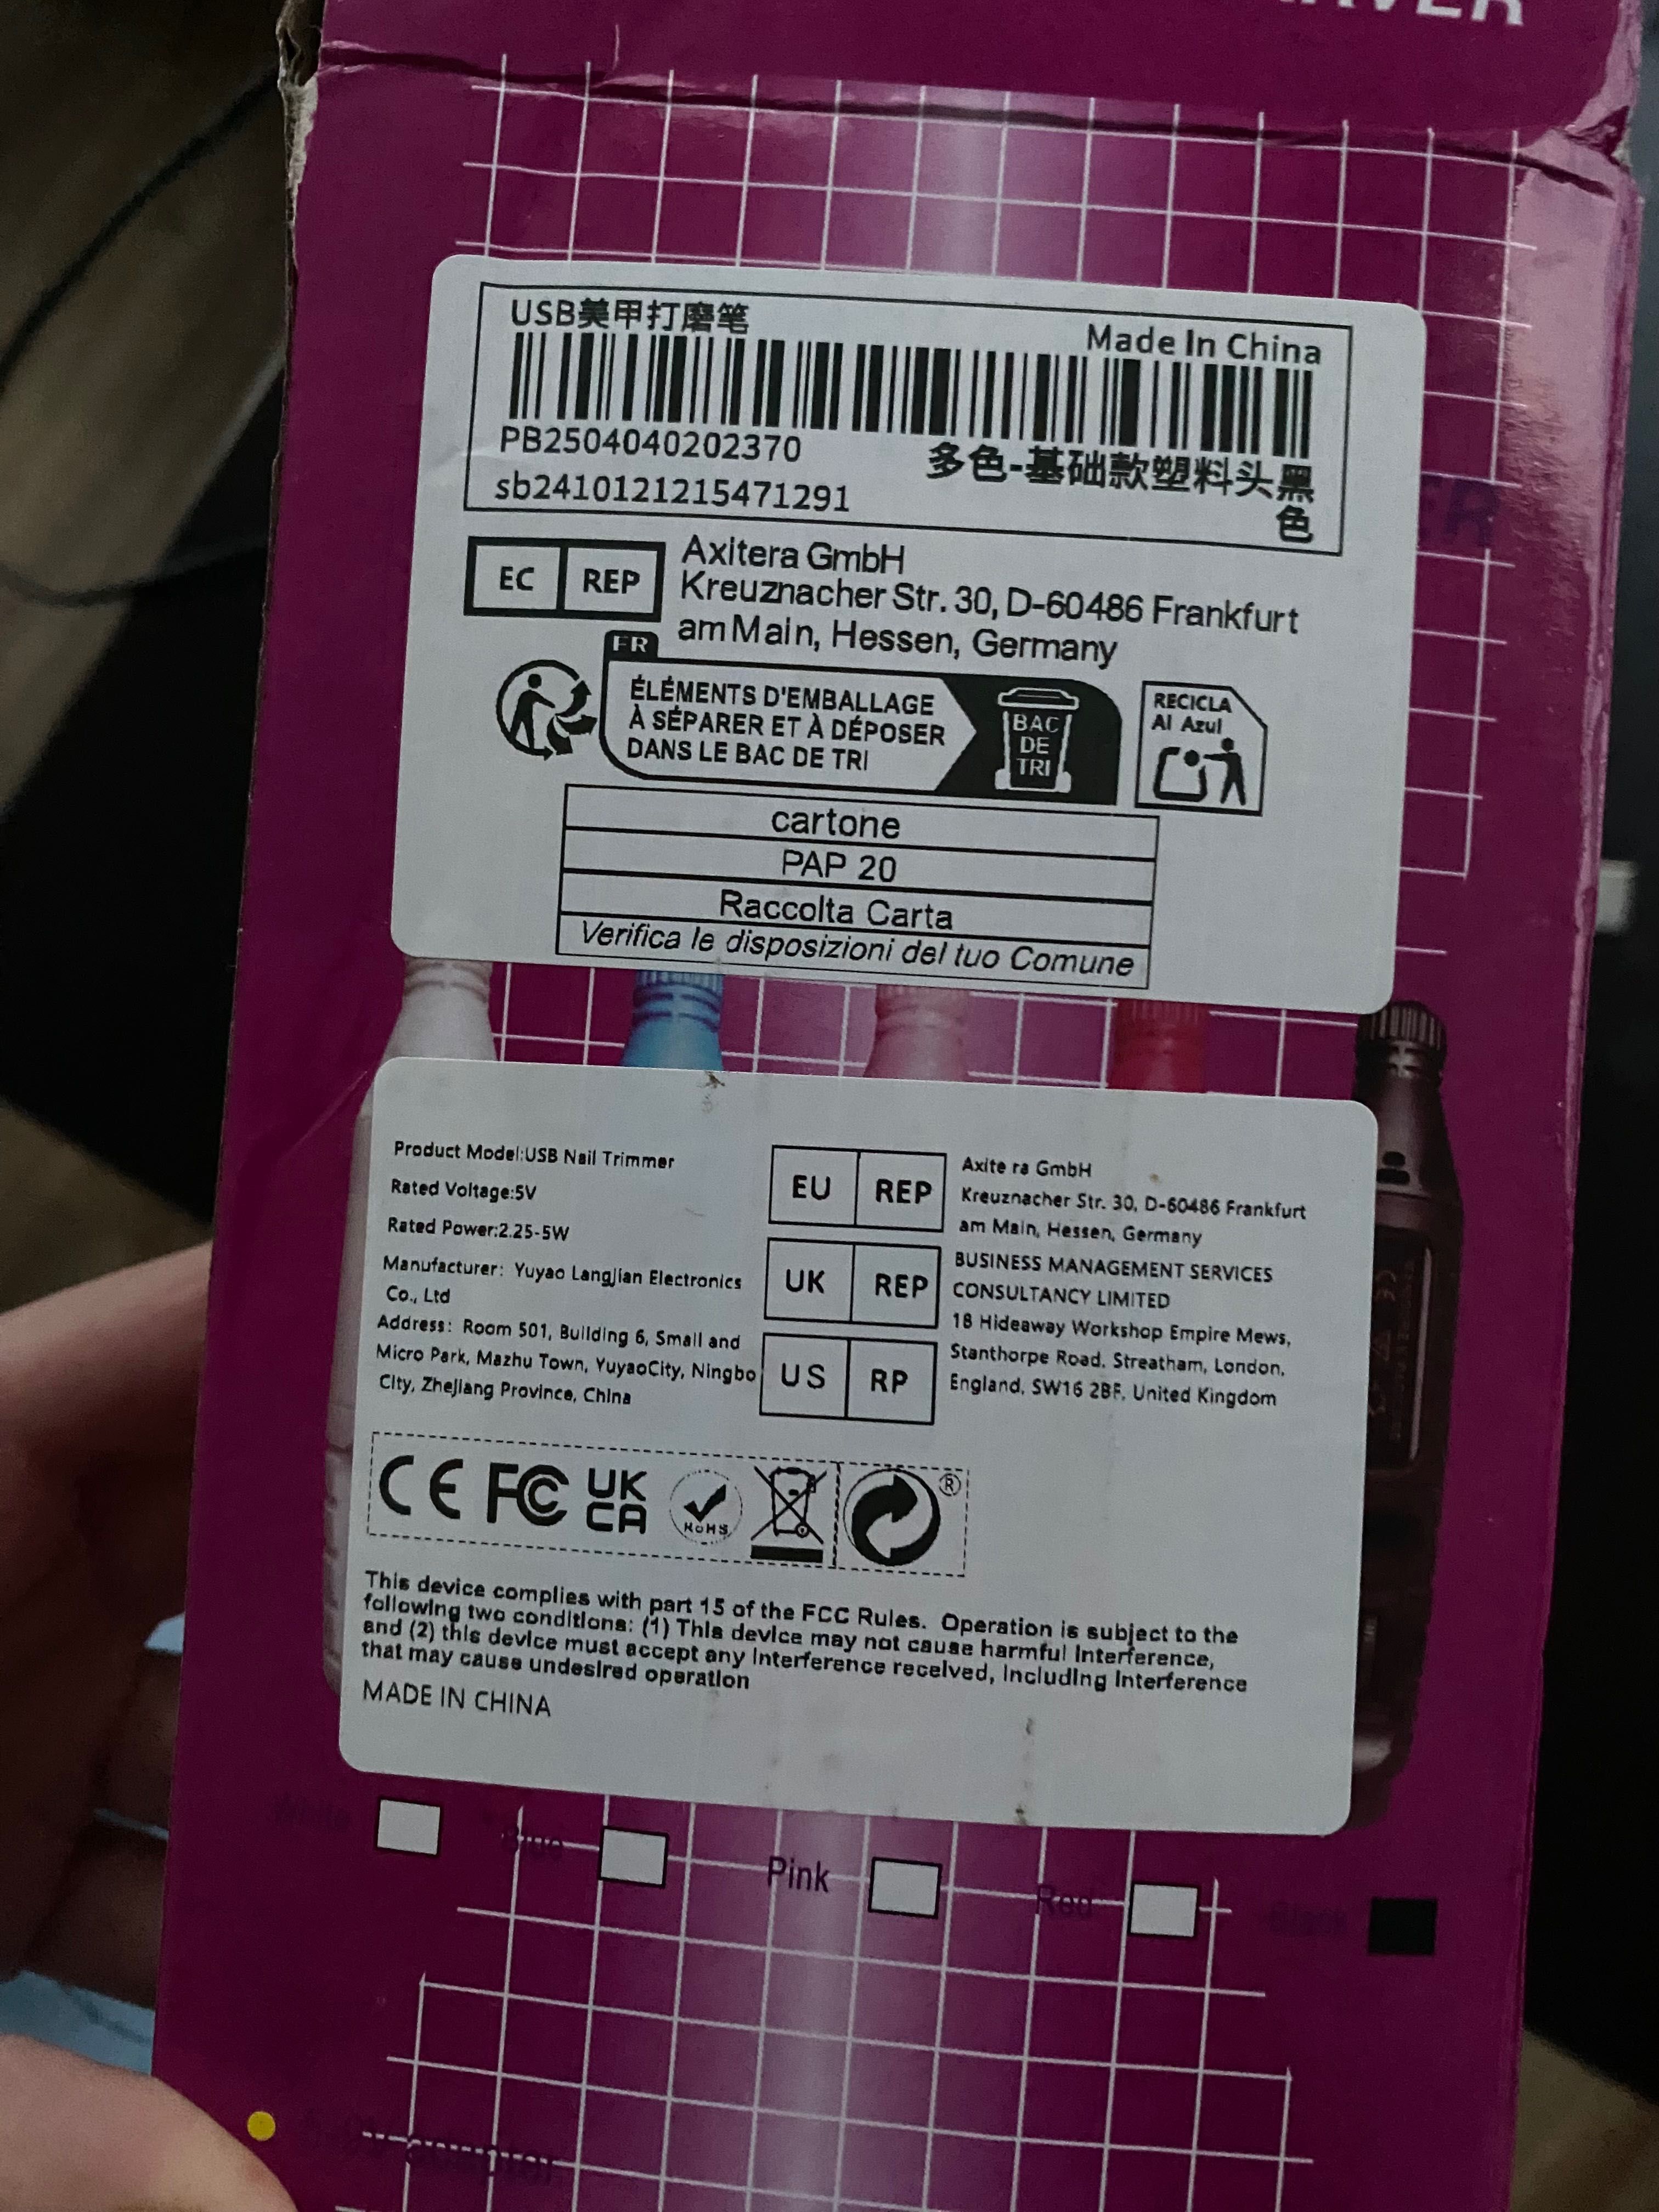 USB美甲打磨笔
Made In China
PB2504040202370
多色-基础款塑料头黑
色
sb2410121215471291
EC REP
Axitera GmbH
Kreuznacher Str. 30, D-60486 Frankfurt
am Main, Hessen, Germany
FR
ÉLÉMENTS D'EMBALLAGE
À SÉPARER ET À DÉPOSER
DANS LE BAC DE TRI
BAC
DE
TRI
RECICLA
Al Azul
cartone
PAP 20
Raccolta Carta
Verifica le disposizioni del tuo Comune
Product Model:USB Nail Trimmer
Rated Voltage:5V
Rated Power:2.25-5W
Manufacturer: Yuyao Langjian Electronics
Co., Ltd
Address: Room 501, Building 6, Small and
Micro Park, Mazhu Town, YuyaoCity, Ningbo
City, Zhejiang Province, China
EU REP
Axite ra GmbH
Kreuznacher Str. 30, D-60486 Frankfurt
am Main, Hessen, Germany
UK REP
BUSINESS MANAGEMENT SERVICES
CONSULTANCY LIMITED
18 Hideaway Workshop Empire Mews,
Stanthorpe Road, Streatham, London,
England, SW16 2BF, United Kingdom
US RP
CE FC UK
CA
RoHS
®
This device complies with part 15 of the FCC Rules. Operation is subject to the
following two conditions: (1) This device may not cause harmful interference,
and (2) this device must accept any interference received, including interference
that may cause undesired operation
MADE IN CHINA
Blue
Pink
Red
Black